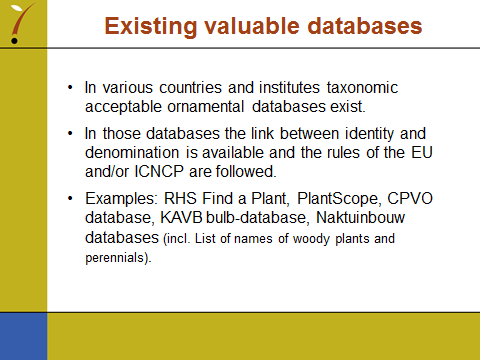 Existing valuable databases
• In various countries and institutes taxonomic
acceptable ornamental databases exist.
• In those databases the link between identity and
denomination is available and the rules of the EU
and/or ICNCP are followed.
• Examples: RHS Find a Plant, PlantScope, CPVO
database, KAVB bulb-database, Naktuinbouw
databases (incl. List of names of woody plants and
perennials).